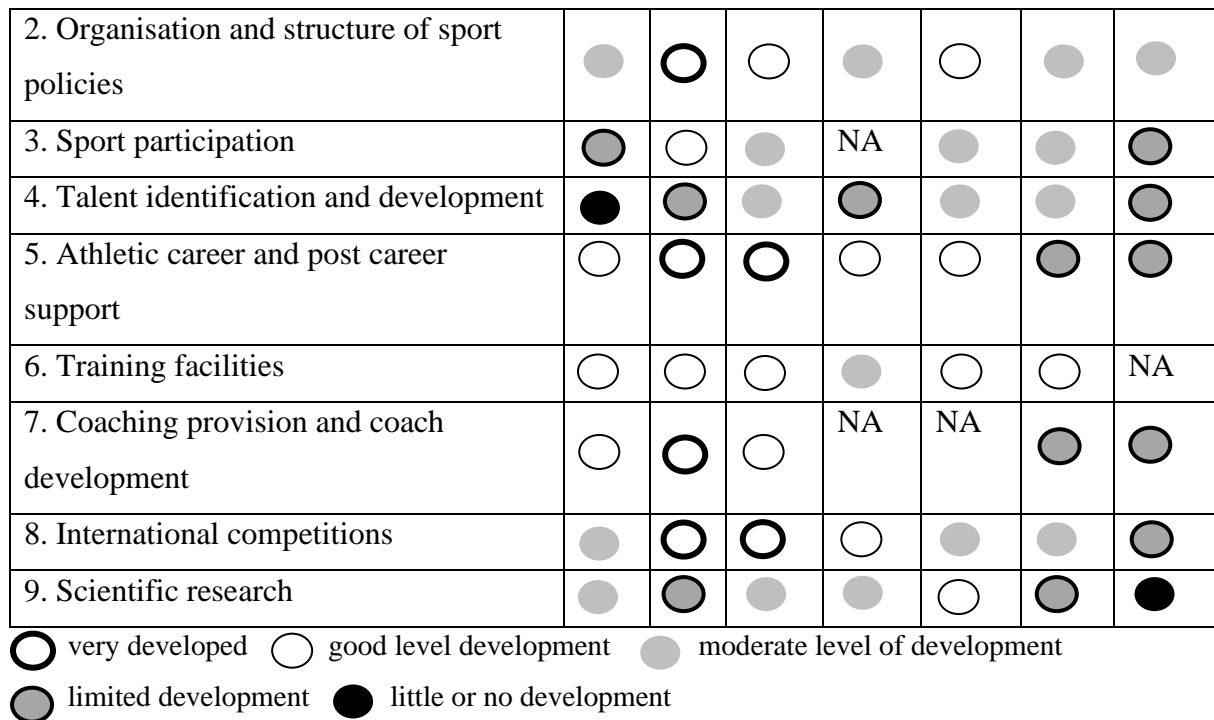 2. Organisation and structure of sport
policies
3. Sport participation NA
4. Talent identification and development
5. Athletic career and post career
support
6. Training facilities NA
7. Coaching provision and coach NA NA
development
8. International competitions
9. Scientific research
very developed good level development moderate level of development
limited development little or no development